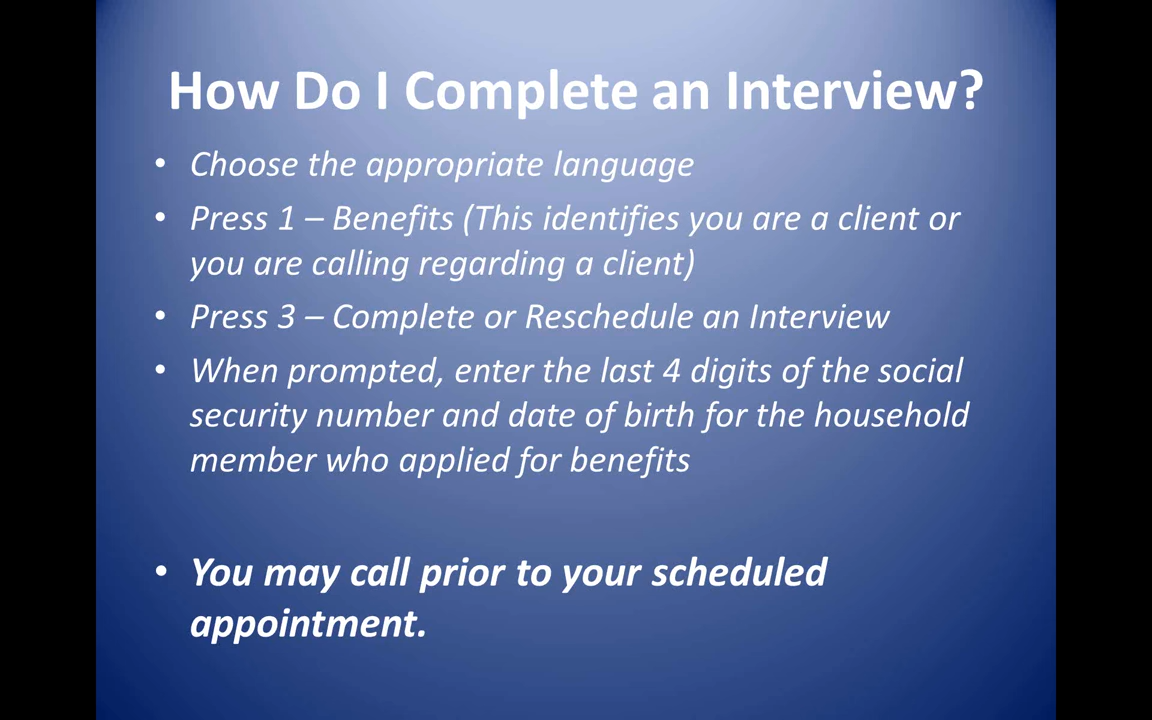 How Do I Complete an Interview?
• Choose the appropriate language
• Press 1 – Benefits (This identifies you are a client or
you are calling regarding a client)
• Press 3 – Complete or Reschedule an Interview
• When prompted, enter the last 4 digits of the social
security number and date of birth for the household
member who applied for benefits
• You may call prior to your scheduled
appointment.